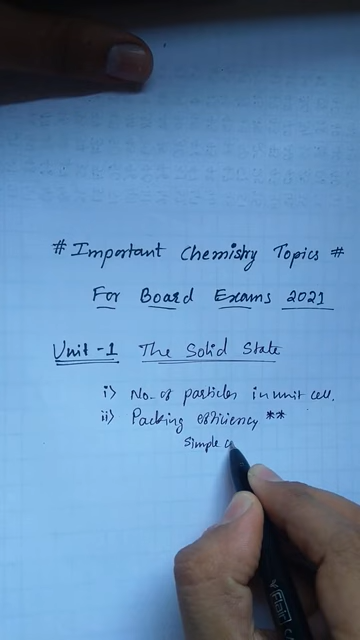 # Important Chemistry Topics #
For Board Exams 2021
Unit-1 The Solid State
i) No. of particles in unit cell.
ii) Packing efficiency **
Simple c
Flair